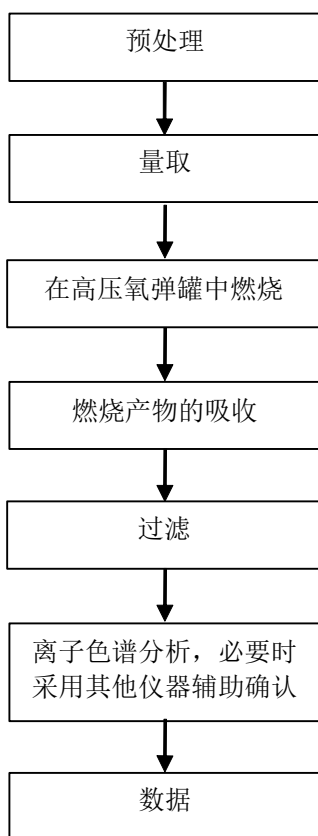 预处理
量取
在高压氧弹罐中燃烧
燃烧产物的吸收
过滤
离子色谱分析，必要时
采用其他仪器辅助确认
数据